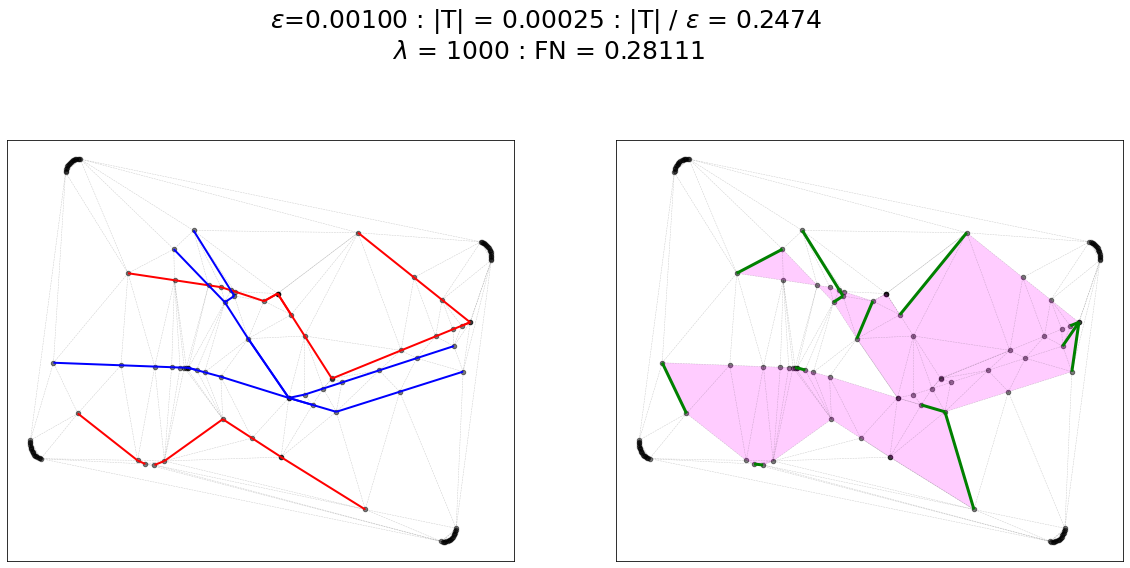 ε=0.00100 : |T| = 0.00025 : |T| / ε = 0.2474
λ = 1000 : FN = 0.28111